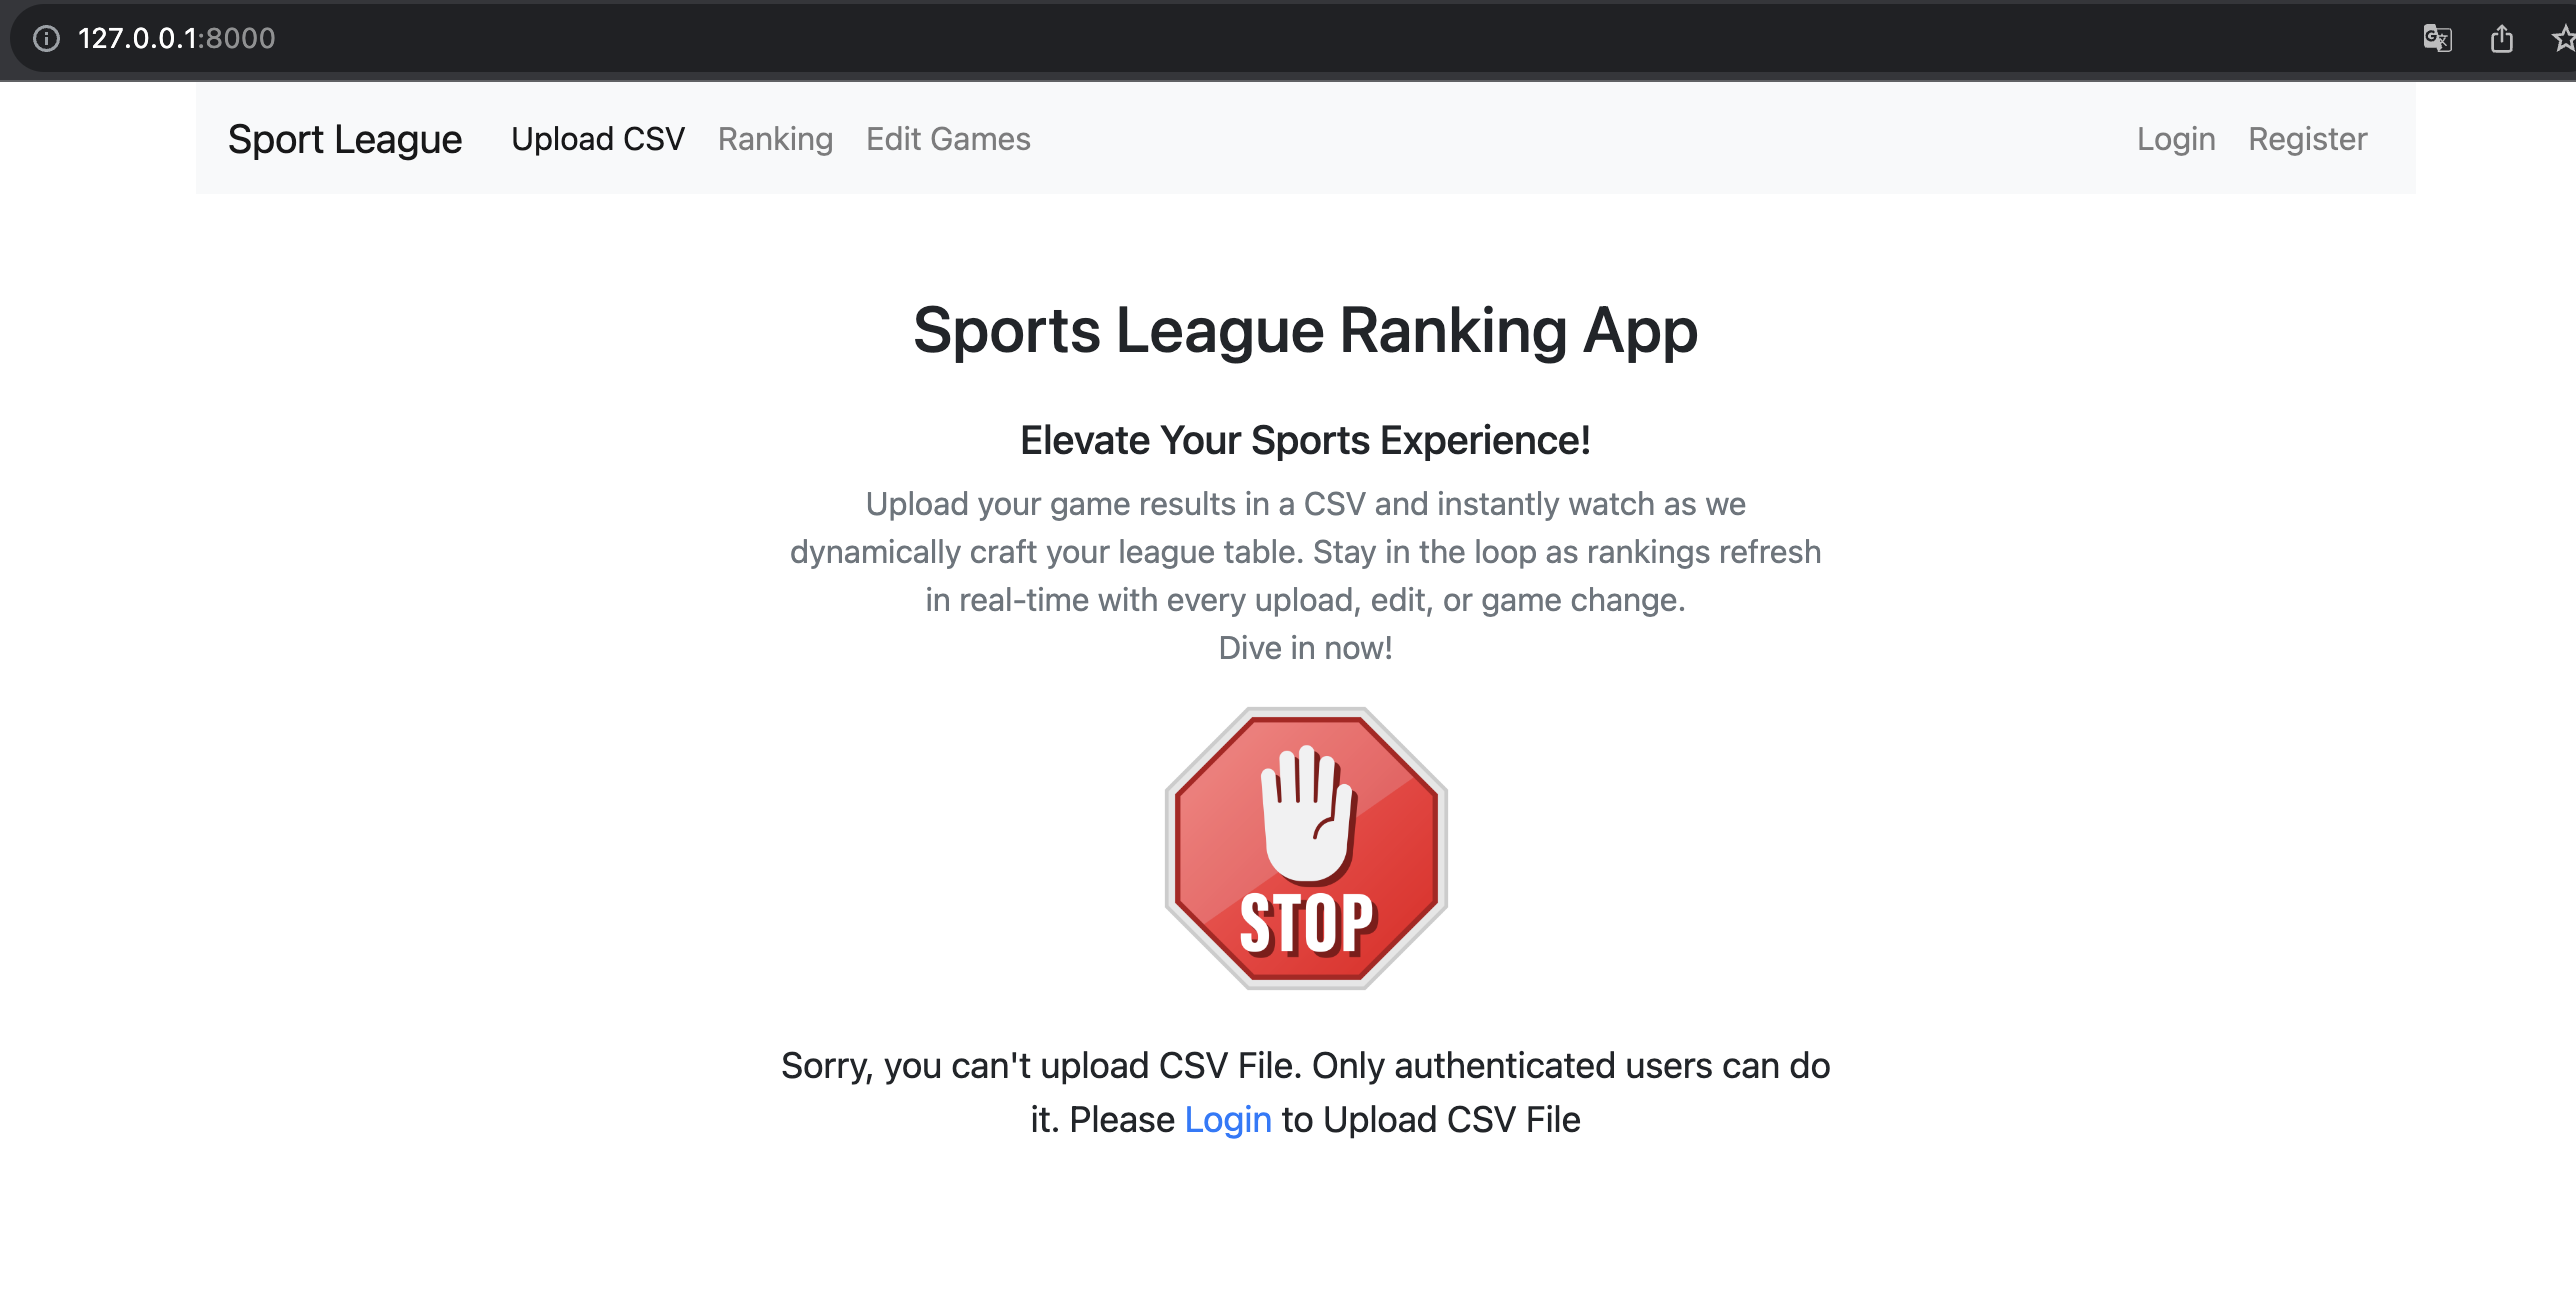 127.0.0.1:8000
Sport League Upload CSV Ranking Edit Games Login Register
Sports League Ranking App
Elevate Your Sports Experience!
Upload your game results in a CSV and instantly watch as we
dynamically craft your league table. Stay in the loop as rankings refresh
in real-time with every upload, edit, or game change.
Dive in now!
STOP
Sorry, you can't upload CSV File. Only authenticated users can do
it. Please Login to Upload CSV File